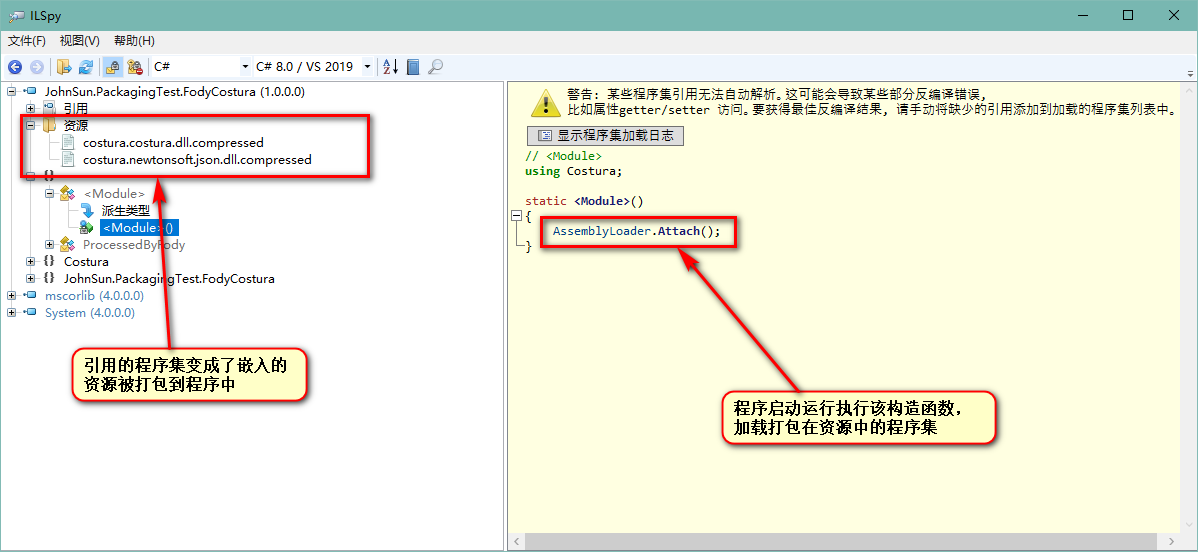 ILSpy
文件(F) 视图(V) 帮助(H)
C# C# 8.0 / VS 2019
JohnSun.PackagingTest.FodyCostura (1.0.0.0)
引用
资源
costura.costura.dll.compressed
costura.newtonsoft.json.dll.compressed
{}
<Module>
派生类型
<Module>()
ProcessedByFody
{} Costura
{} JohnSun.PackagingTest.FodyCostura
mscorlib (4.0.0.0)
System (4.0.0.0)
引用的程序集变成了嵌入的
资源被打包到程序中
警告: 某些程序集引用无法自动解析。这可能会导致某些部分反编译错误,
比如属性getter/setter 访问。要获得最佳反编译结果, 请手动将缺少的引用添加到加载的程序集列表中。
显示程序集加载日志
// <Module>
using Costura;
static <Module>()
{
AssemblyLoader.Attach();
}
程序启动运行执行该构造函数,
加载打包在资源中的程序集